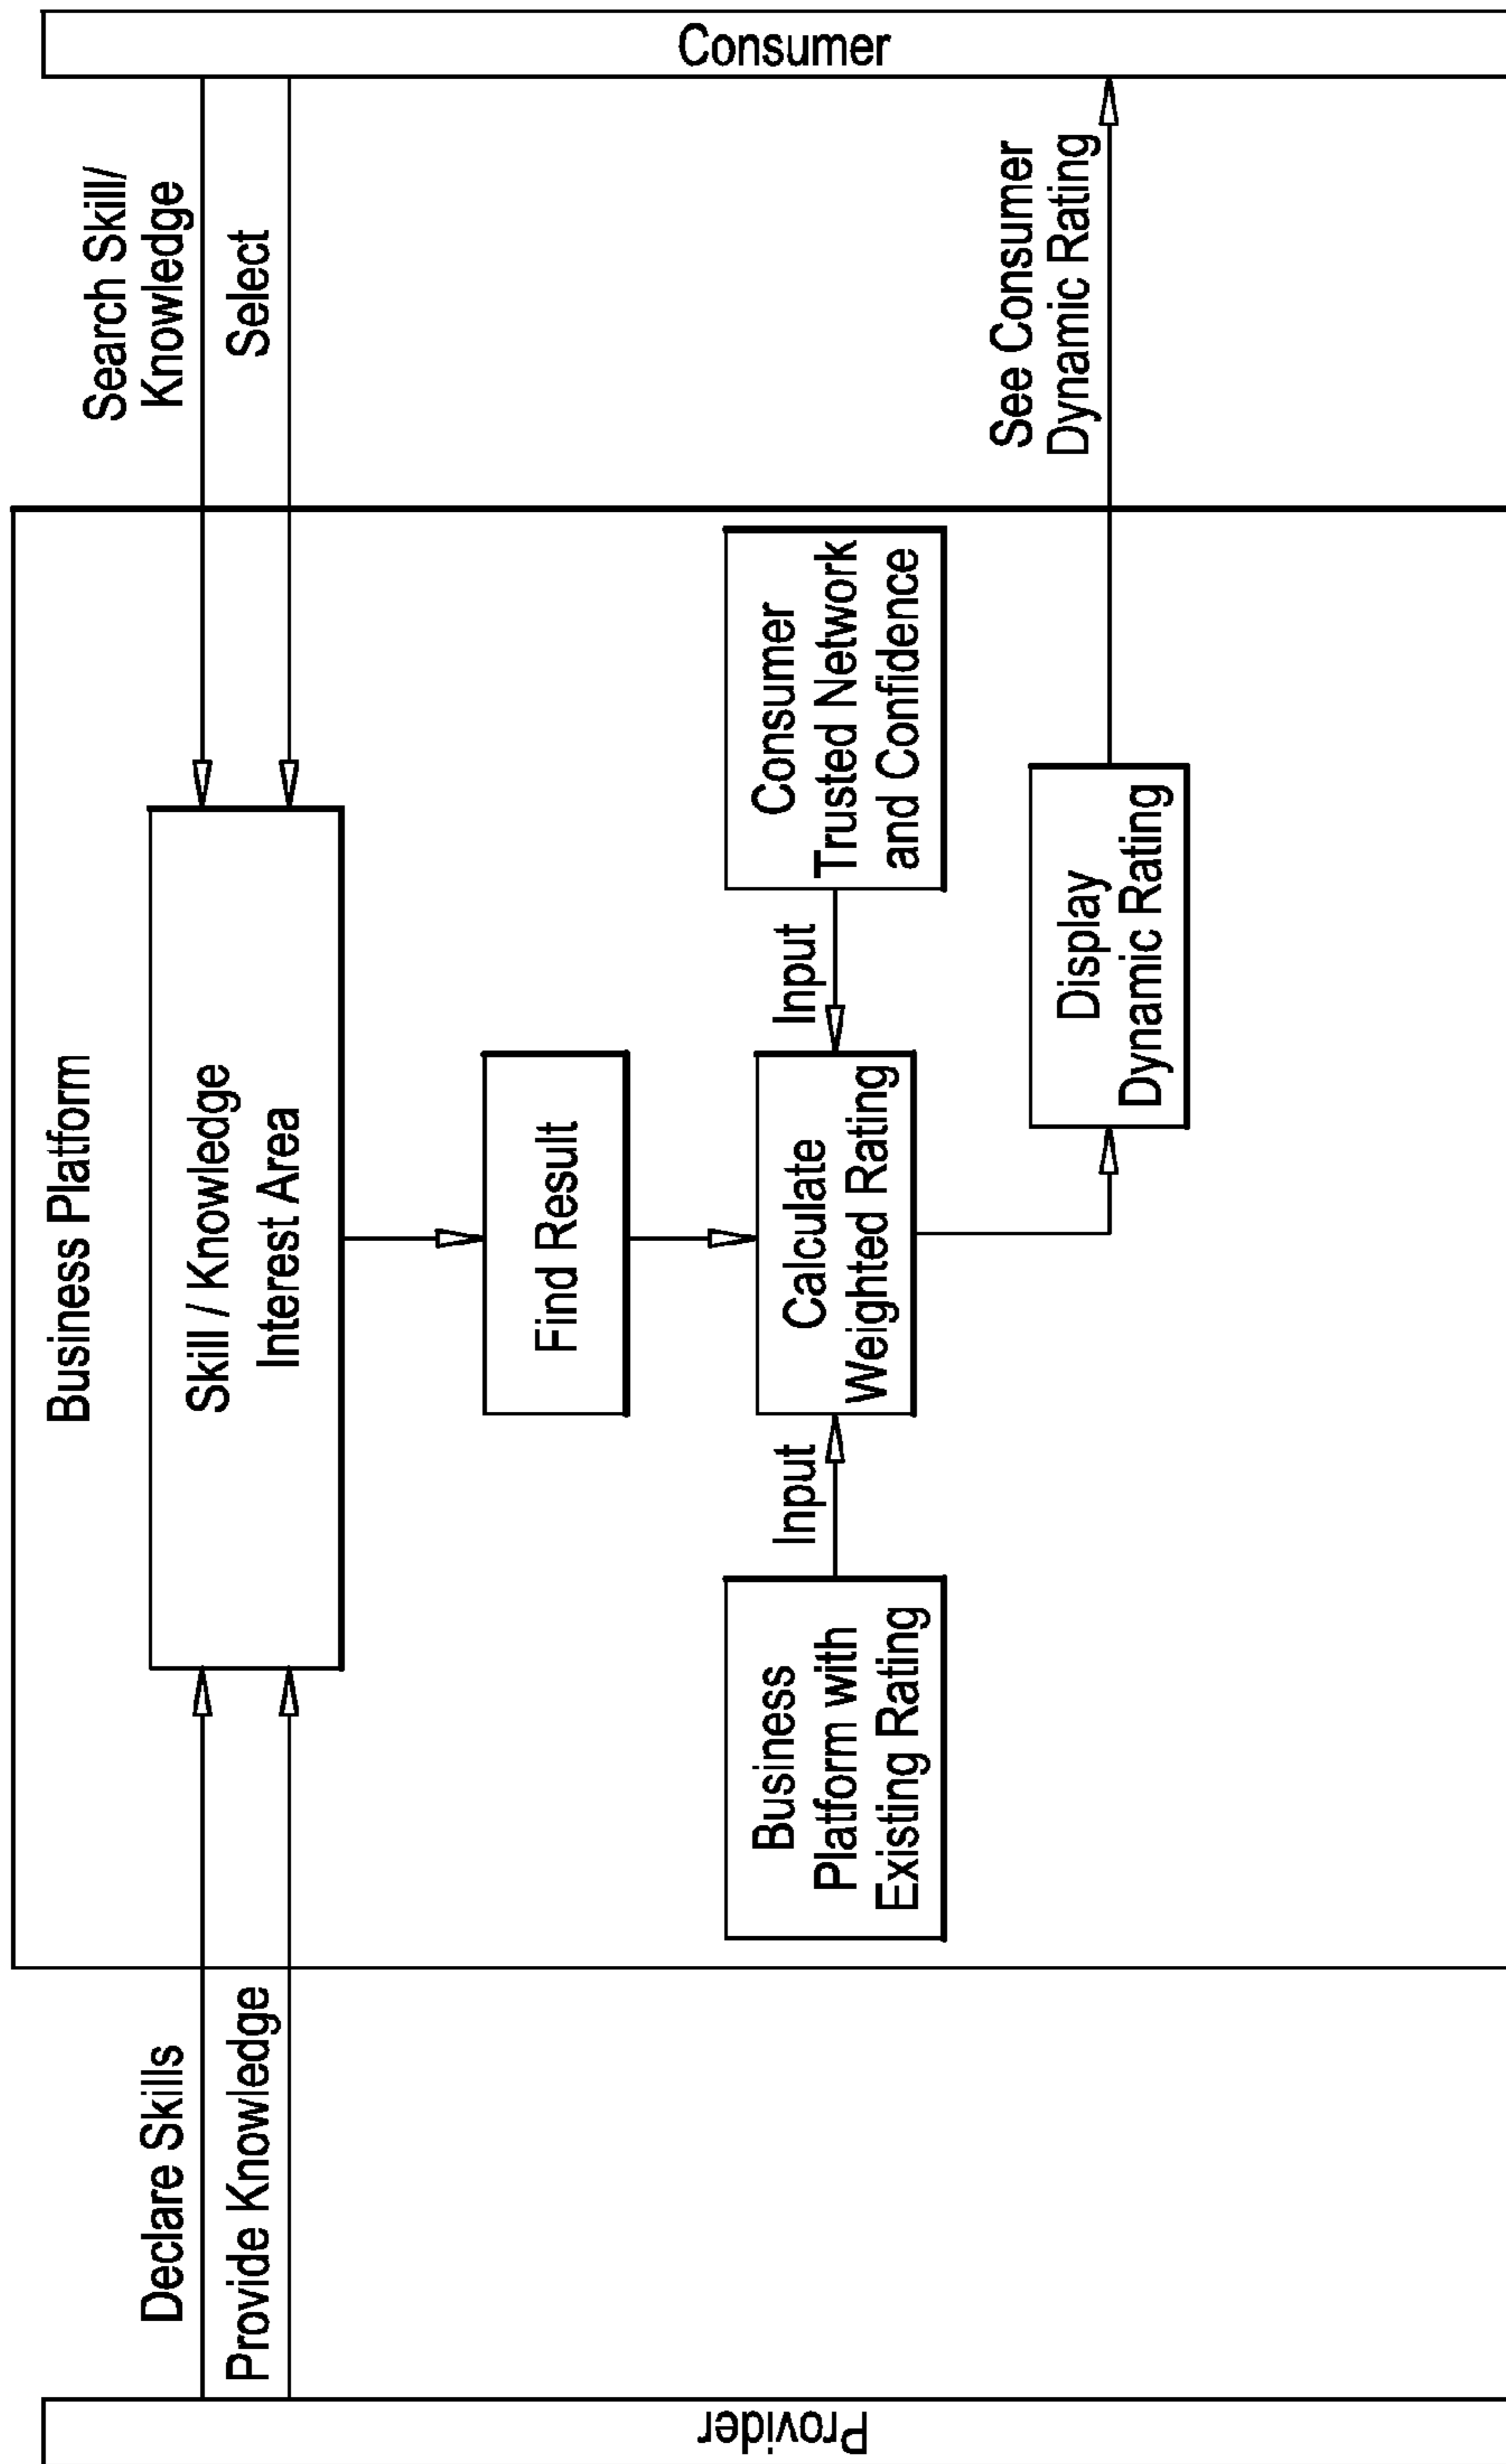 Provider
Declare Skills
Provide Knowledge
Business Platform
Skill / Knowledge
Interest Area
Search Skill/
Knowledge
Select
Find Result
Business
Platform with
Existing Rating
Input
Calculate
Weighted Rating
Input
Consumer
Trusted Network
and Confidence
Display
Dynamic Rating
See Consumer
Dynamic Rating
Consumer